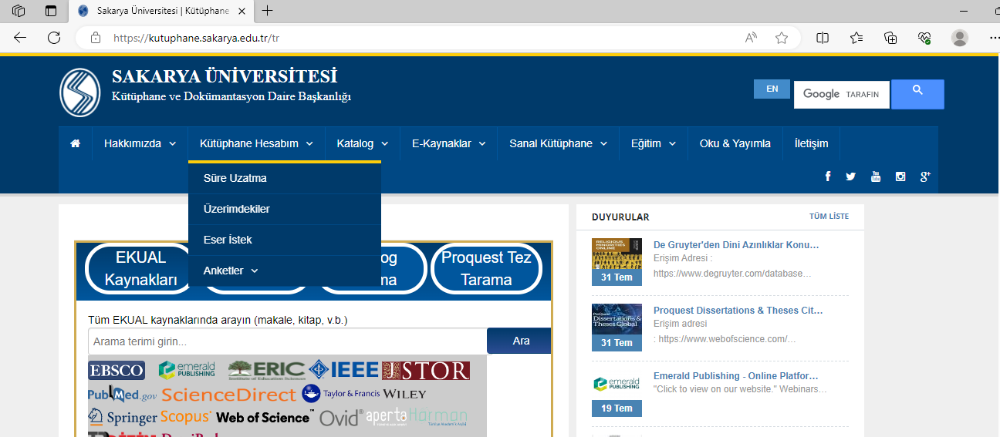 Sakarya Üniversitesi | Kütüphane
https://kutuphane.sakarya.edu.tr/tr
SAKARYA ÜNİVERSİTESİ
Kütüphane ve Dokümantasyon Daire Başkanlığı
EN
Google TARAFIN
Hakkımızda
Kütüphane Hesabım
Katalog
E-Kaynaklar
Sanal Kütüphane
Eğitim
Oku & Yayımla
İletişim
Süre Uzatma
Üzerimdekiler
Eser İstek
Anketler
EKUAL
Kaynakları
Proquest Tez
Tarama
Tüm EKUAL kaynaklarında arayın (makale, kitap, v.b.)
Arama terimi girin...
Ara
EBSCO
emerald
PUBLISHING
ERIC
Institute of Education Sciences
IEEE
JSTOR
PubMed.gov
ScienceDirect
Taylor & Francis
WILEY
Springer
Scopus
Web of Science™
Ovid®
aperta
Harman
DUYURULAR
TÜM LİSTE
RELIGIOUS
MINORITIES
ONLINE
31 Tem
De Gruyter'den Dini Azınlıklar Konu...
Erişim Adresi :
https://www.degruyter.com/database...
ProQuest
Dissertations &
Theses Global
31 Tem
Proquest Dissertations & Theses Cit...
Erişim adresi
: https://www.webofscience.com/...
emerald
PUBLISHING
19 Tem
Emerald Publishing - Online Platfor...
"Click to view on our website." Webinars...